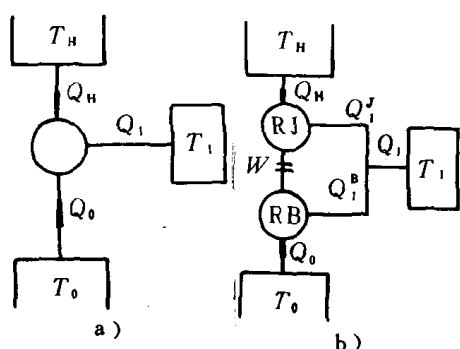 T_H
T_H
Q_H
Q_H
RJ
Q_1^J
Q_1
T_1
W
Q_1
T_1
Q_1^B
Q_0
RB
Q_0
T_0
T_0
a)
b)